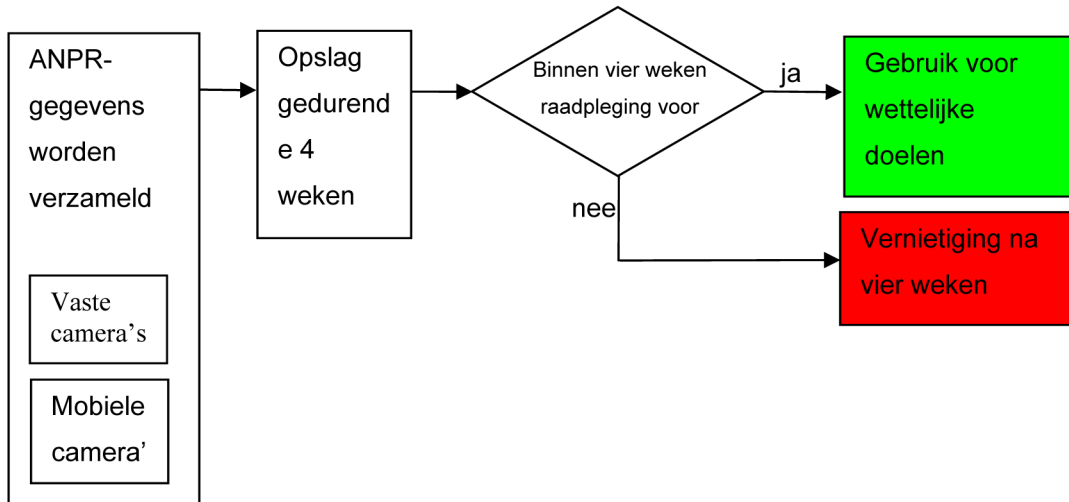 ANPR-
gegevens
worden
verzameld
Vaste
camera's
Mobiele
camera'
Opslag
gedurend
e 4
weken
Binnen vier weken
raadpleging voor
ja
nee
Gebruik voor
wettelijke
doelen
Vernietiging na
vier weken